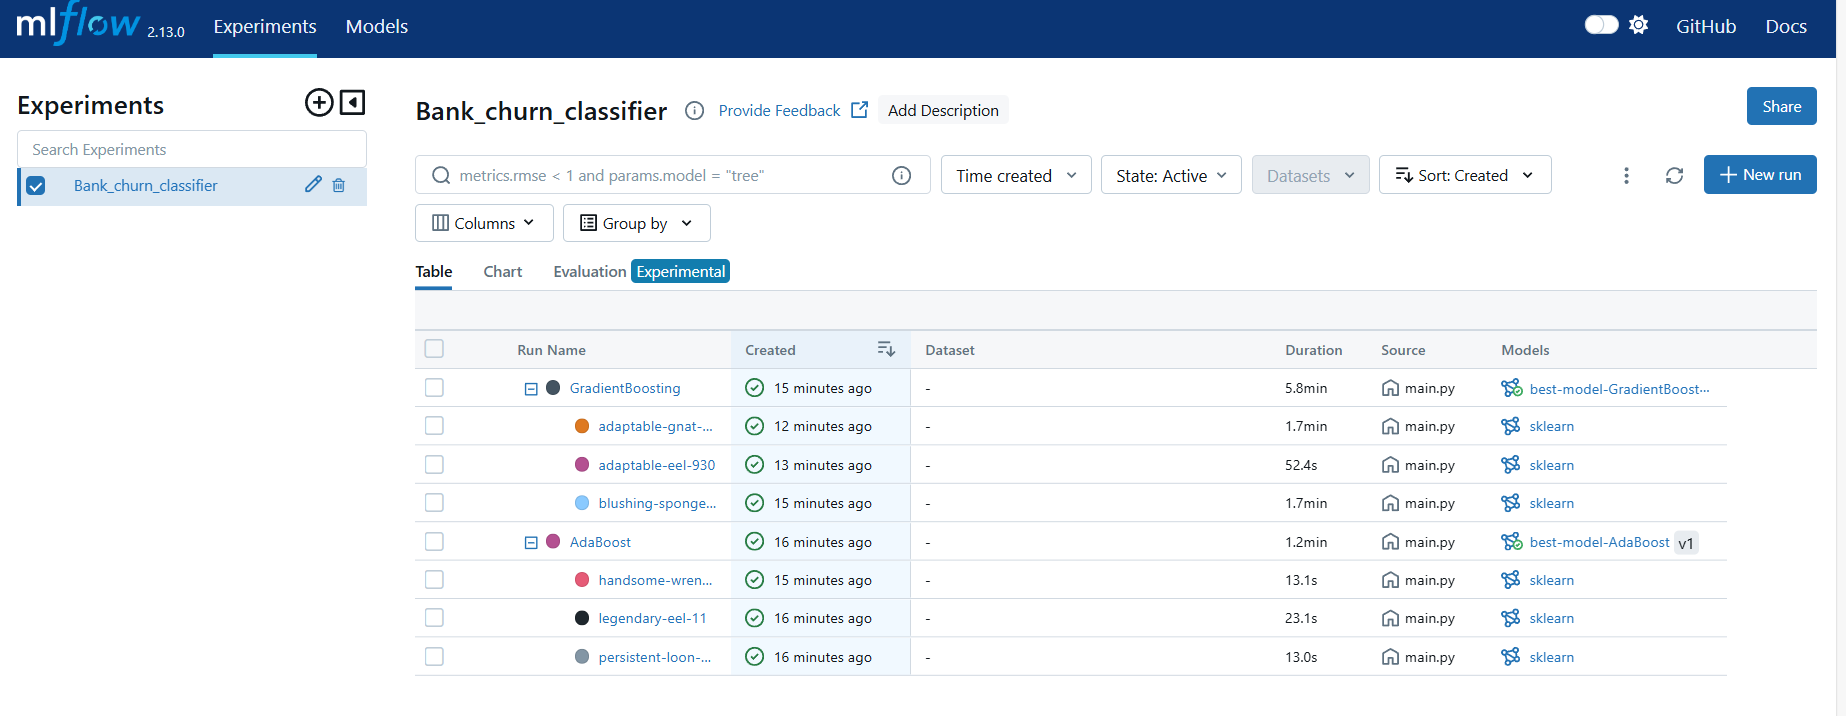 mlflow 2.13.0 Experiments Models GitHub Docs
Experiments
Search Experiments
Bank_churn_classifier
Bank_churn_classifier Provide Feedback Add Description Share
metrics.rmse < 1 and params.model = "tree" Time created State: Active Datasets Sort: Created New run
Columns Group by
Table Chart Evaluation Experimental
Run Name Created Dataset Duration Source Models
GradientBoosting 15 minutes ago - 5.8min main.py best-model-GradientBoost...
adaptable-gnat-... 12 minutes ago - 1.7min main.py sklearn
adaptable-eel-930 13 minutes ago - 52.4s main.py sklearn
blushing-sponge... 15 minutes ago - 1.7min main.py sklearn
AdaBoost 16 minutes ago - 1.2min main.py best-model-AdaBoost v1
handsome-wren... 15 minutes ago - 13.1s main.py sklearn
legendary-eel-11 16 minutes ago - 23.1s main.py sklearn
persistent-loon-... 16 minutes ago - 13.0s main.py sklearn